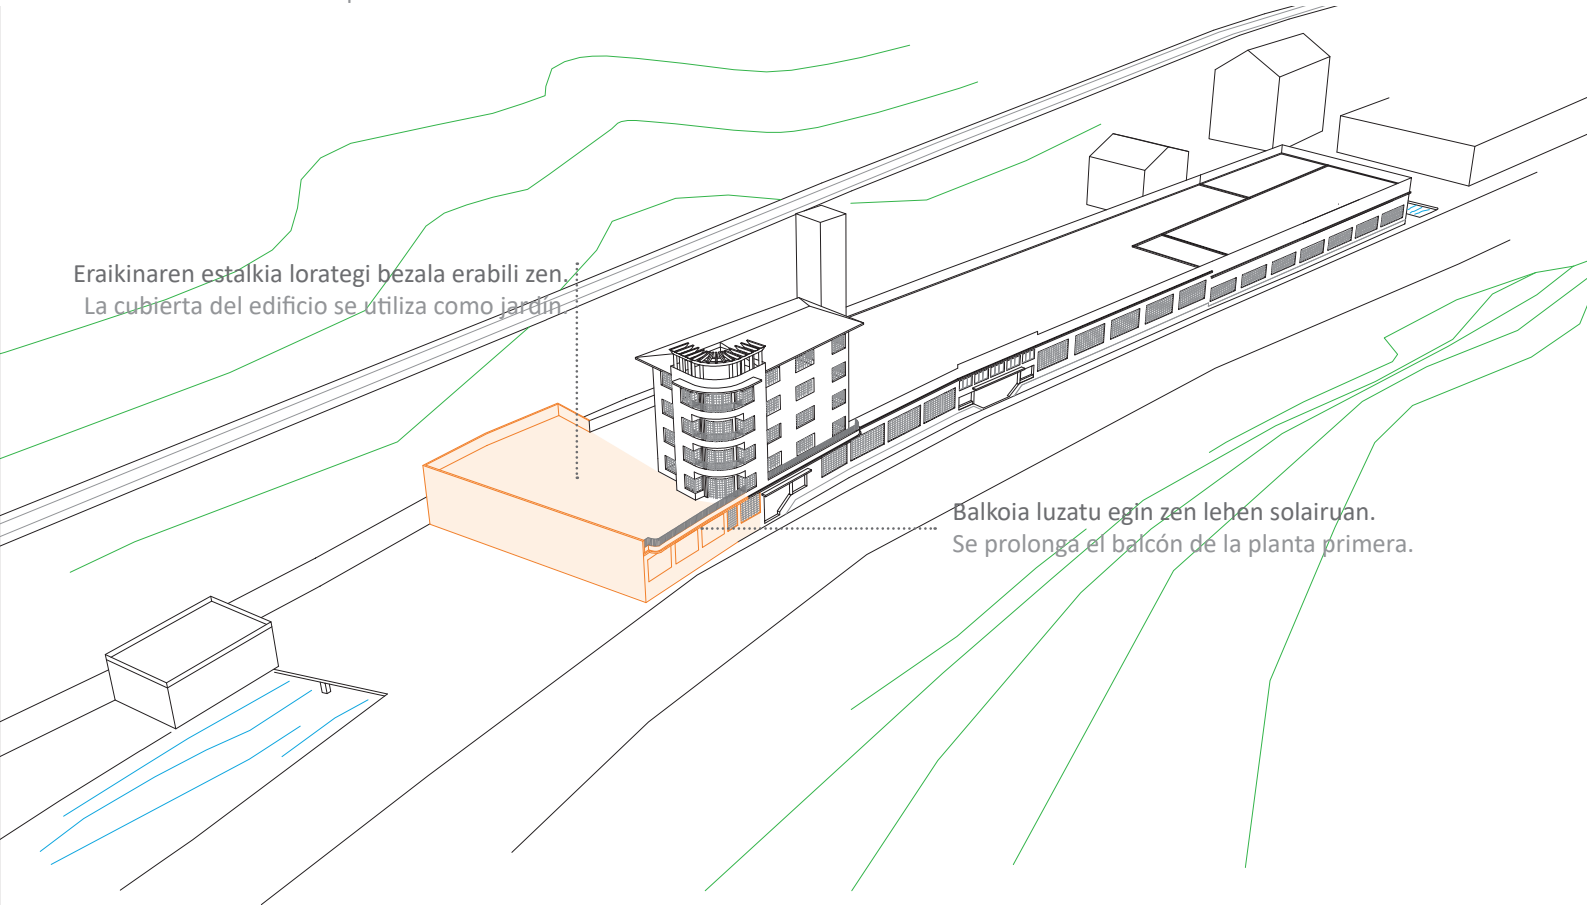 Eraikinaren estalkia lorategi bezala erabili zen.
La cubierta del edificio se utiliza como jardín.
Balkoia luzatu egin zen lehen solairuan.
Se prolonga el balcón de la planta primera.